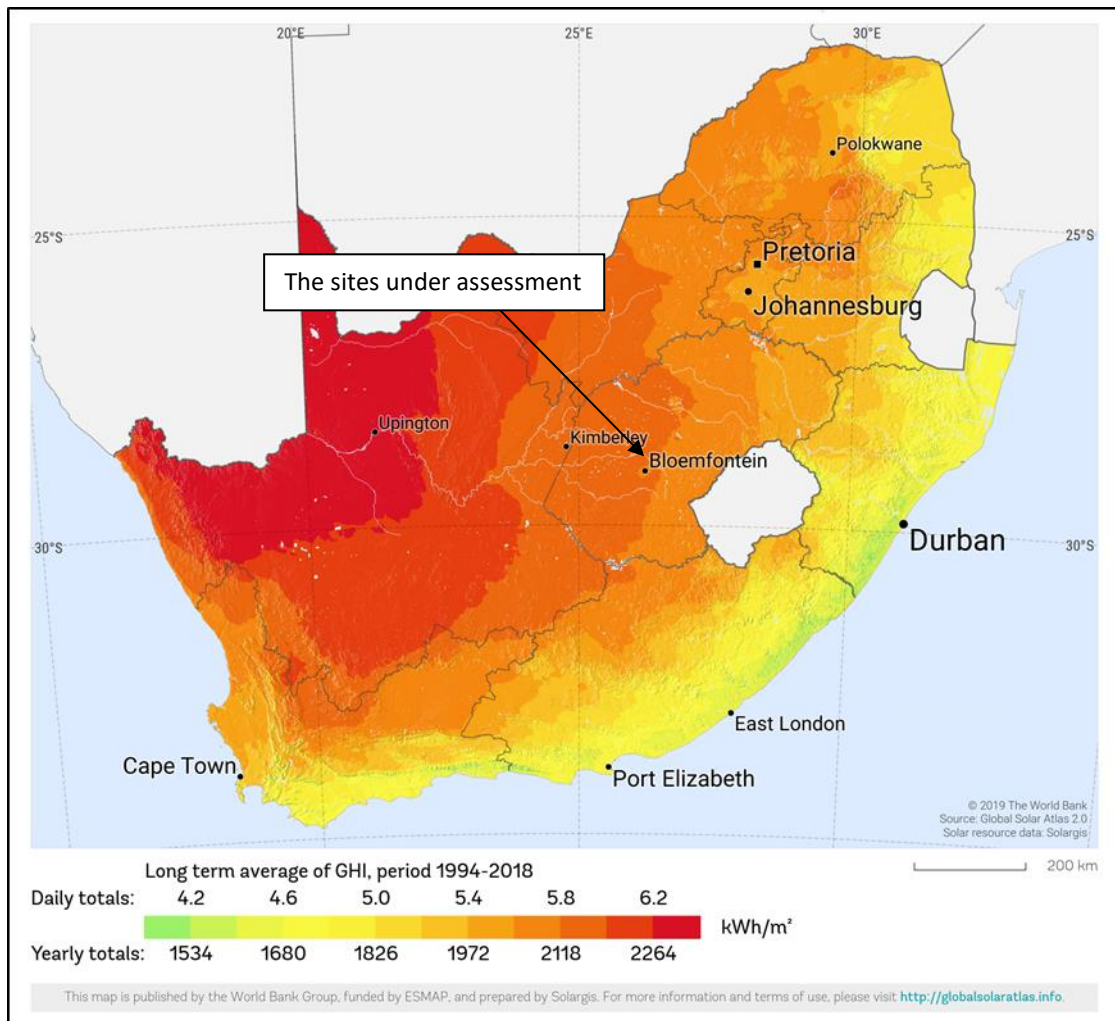 20°E 25°E 30°E
Polokwane
25°S 25°S
Pretoria
The sites under assessment
Johannesburg
Upington
Kimberley
Bloemfontein
Durban
30°S 30°S
East London
Cape Town
Port Elizabeth
© 2019 The World Bank
Source: Global Solar Atlas 2.0
Solar resource data: Solargis
200 km
Long term average of GHI, period 1994-2018
Daily totals: 4.2 4.6 5.0 5.4 5.8 6.2
kWh/m²
Yearly totals: 1534 1680 1826 1972 2118 2264
This map is published by the World Bank Group, funded by ESMAP, and prepared by Solargis. For more information and terms of use, please visit http://globalsolaratlas.info.